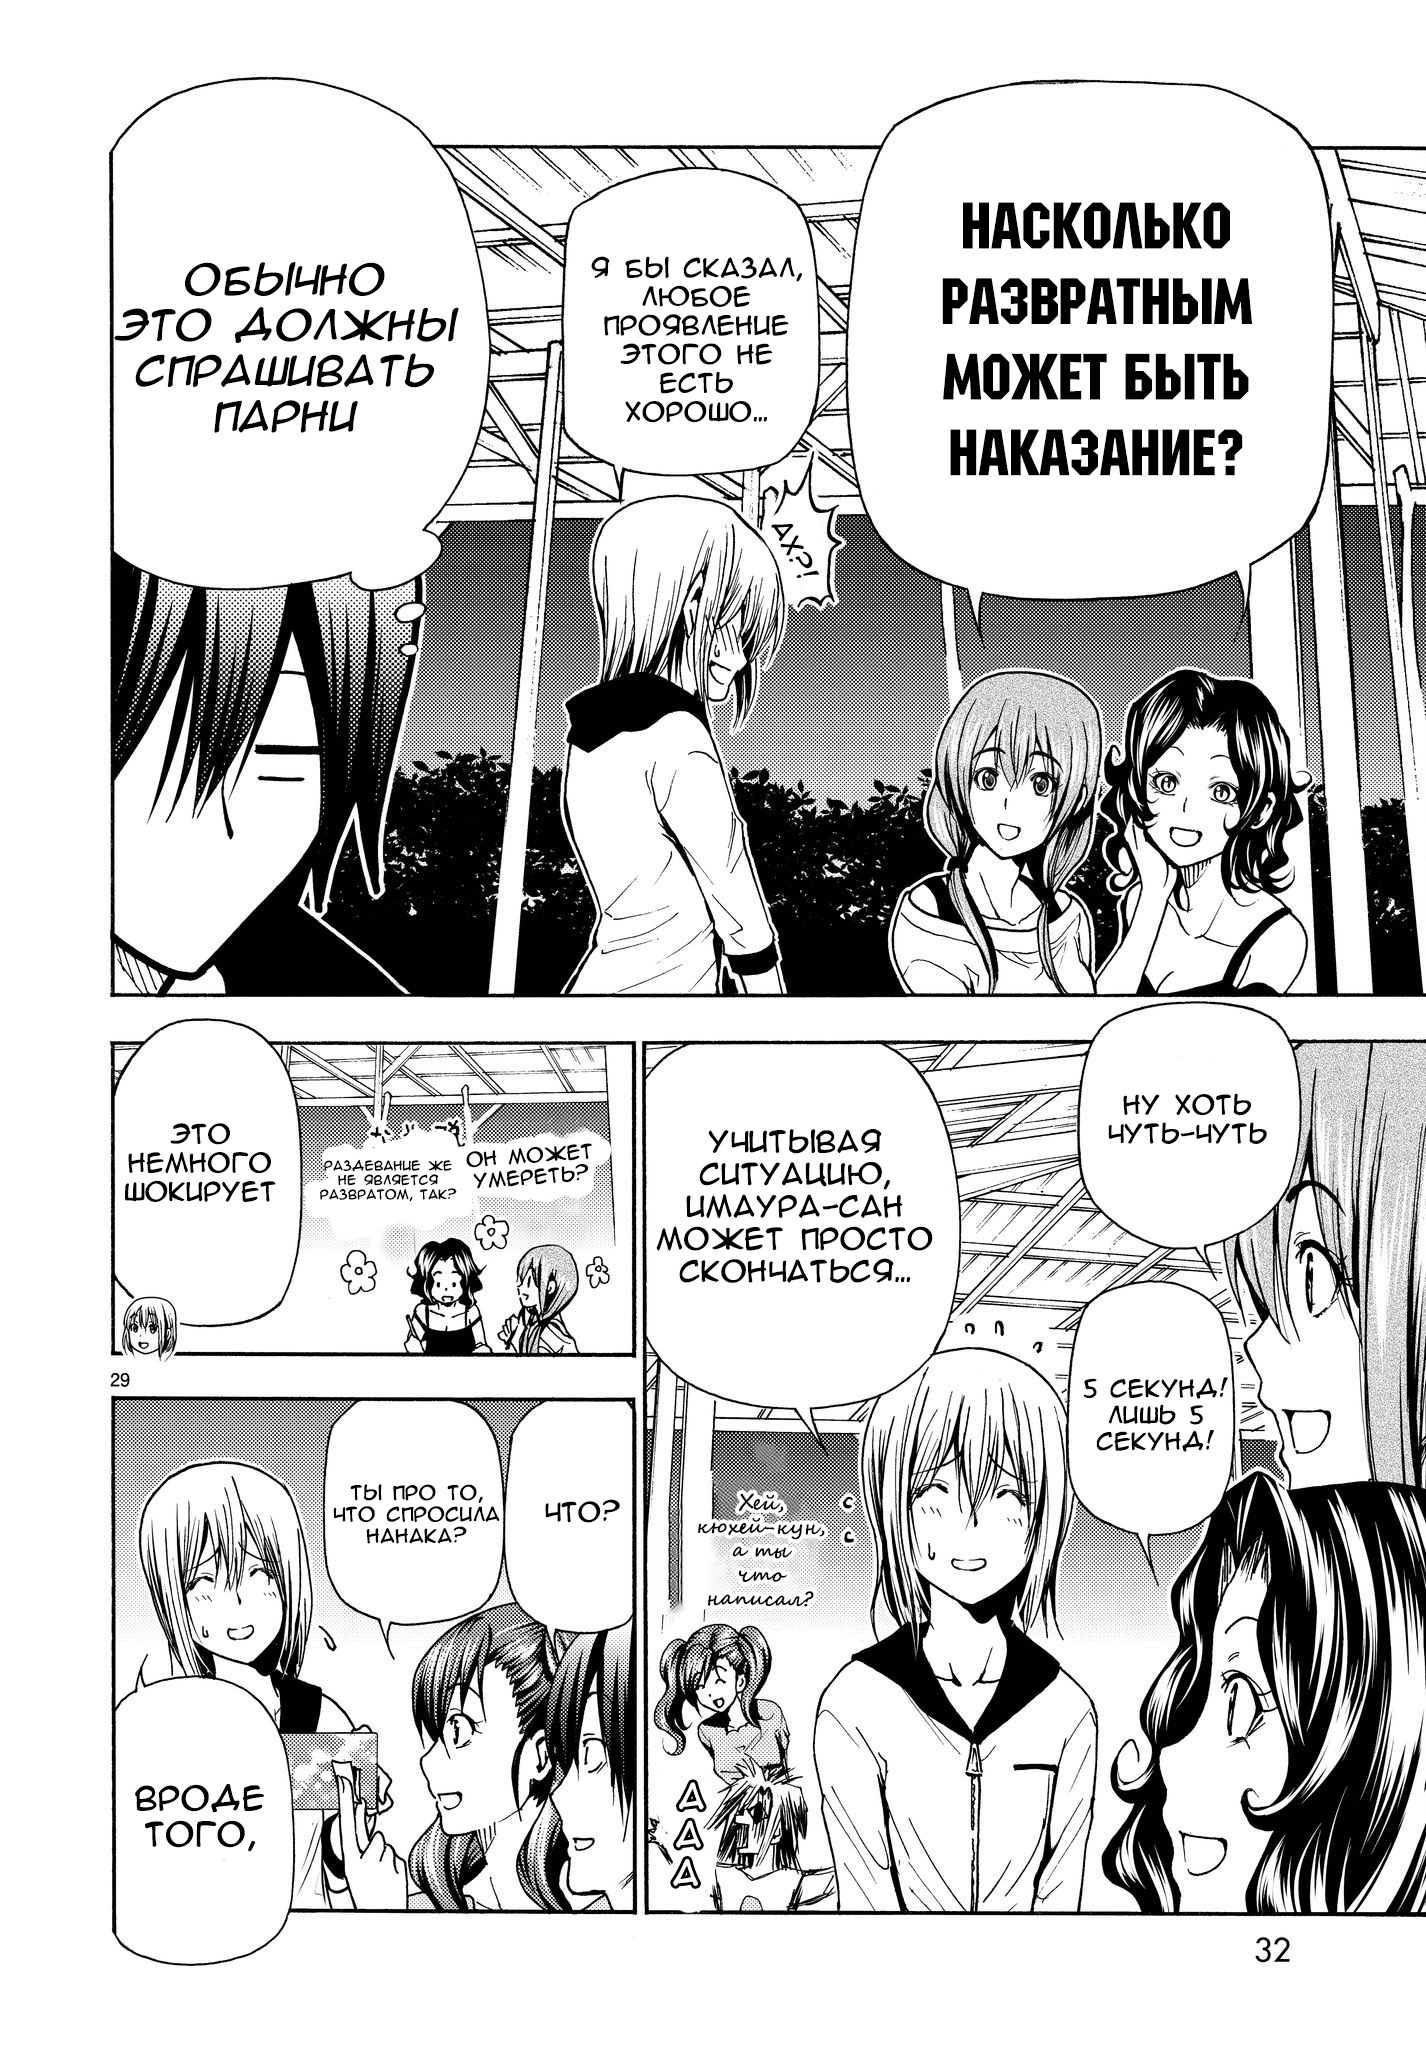 НАСКОЛЬКО
РАЗВРАТНЫМ
МОЖЕТ БЫТЬ
НАКАЗАНИЕ?
АХ?!
Я БЫ СКАЗАЛ,
ЛЮБОЕ
ПРОЯВЛЕНИЕ
ЭТОГО НЕ
ЕСТЬ
ХОРОШО...
ОБЫЧНО
ЭТО ДОЛЖНЫ
СПРАШИВАТЬ
ПАРНИ
НУ ХОТЬ
ЧУТЬ-ЧУТЬ
5 СЕКУНД!
ЛИШЬ 5
СЕКУНД!
УЧИТЫВАЯ
СИТУАЦИЮ,
ИМАУРА-САН
МОЖЕТ ПРОСТО
СКОНЧАТЬСЯ...
Хей,
кюхей-кун,
а ты
что
написал?
А
А
А
ОН МОЖЕТ
УМЕРЕТЬ?
РАЗДЕВАНИЕ ЖЕ
НЕ ЯВЛЯЕТСЯ
РАЗВРАТОМ, ТАК?
ЭТО
НЕМНОГО
ШОКИРУЕТ
29
ЧТО?
ТЫ ПРО ТО,
ЧТО СПРОСИЛА
НАНАКА?
ВРОДЕ
ТОГО,
32